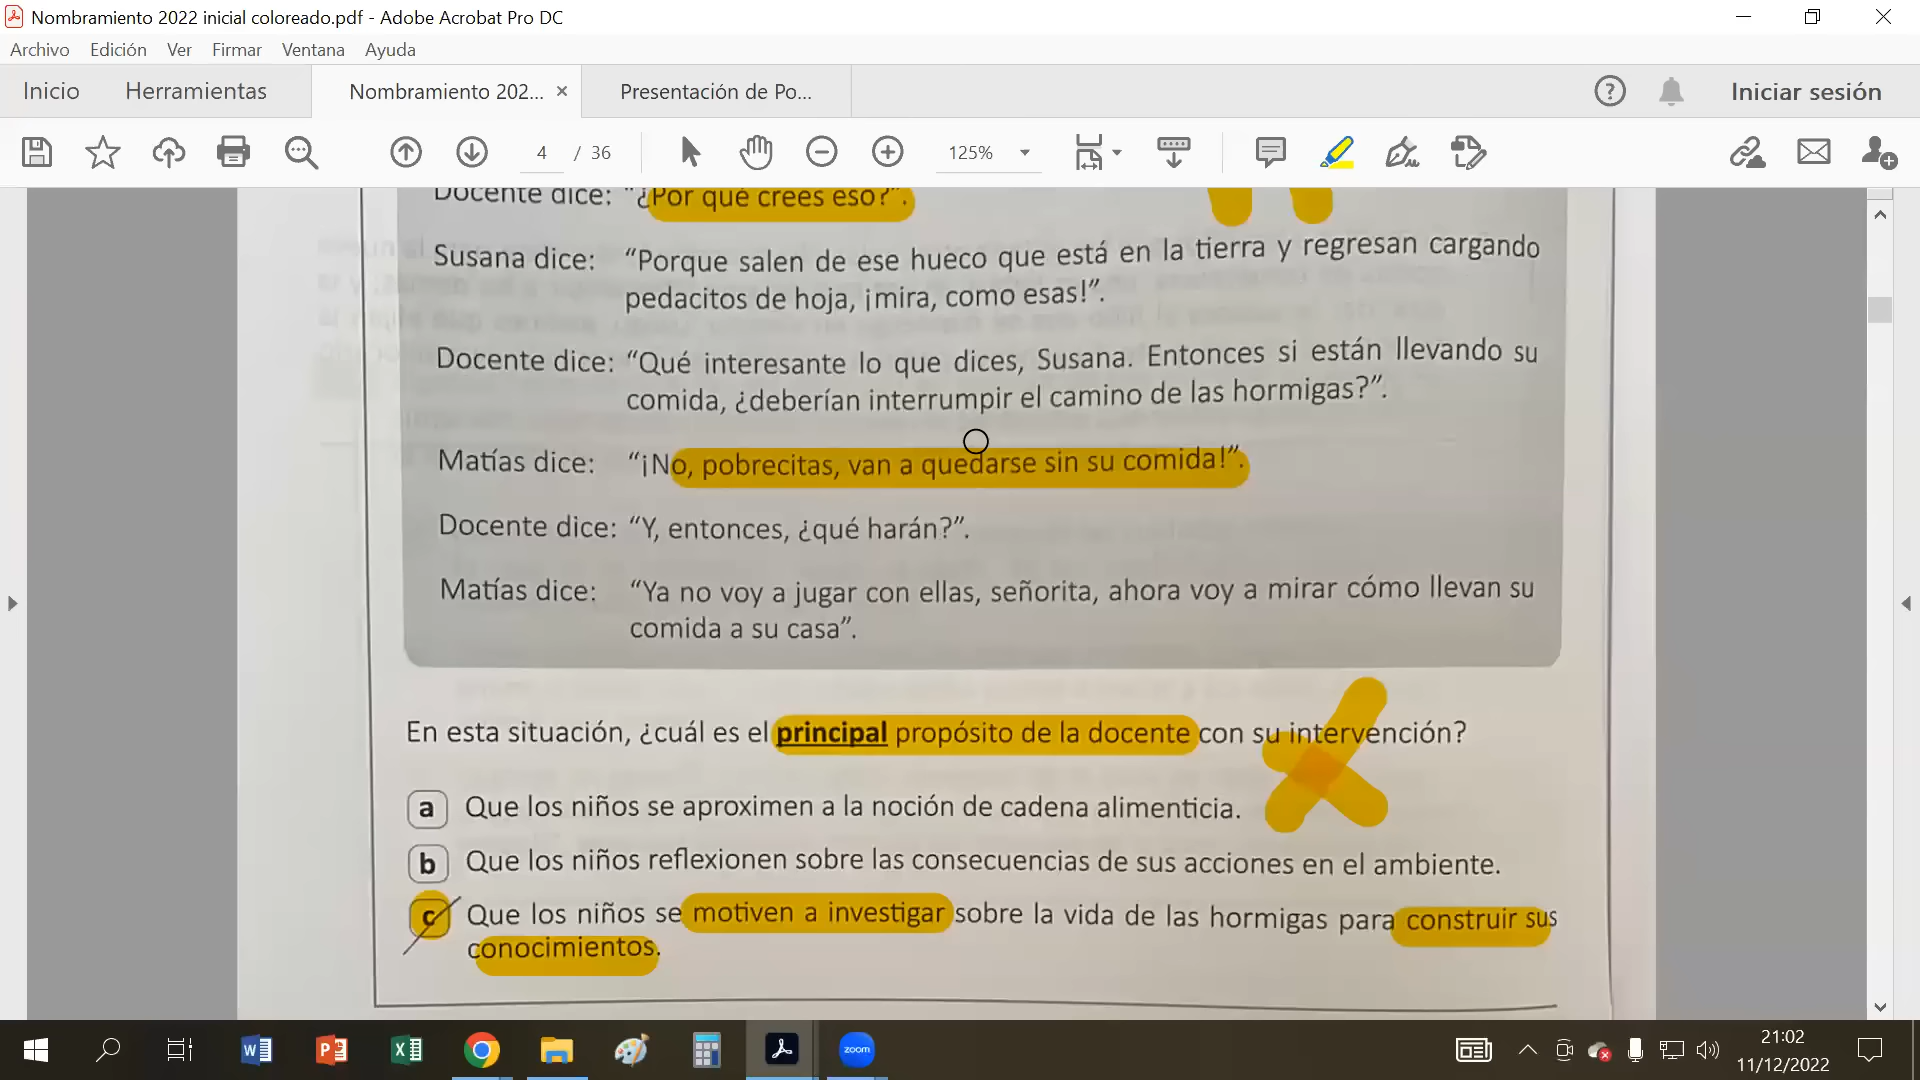 Nombramiento 2022 inicial coloreado.pdf - Adobe Acrobat Pro DC
Archivo Edición Ver Firmar Ventana Ayuda
Inicio Herramientas Nombramiento 202... × Presentación de Po... Iniciar sesión
4 / 36 125%
Docente dice: "¿Por qué crees eso?".
Susana dice: "Porque salen de ese hueco que está en la tierra y regresan cargando
pedacitos de hoja, ¡mira, como esas!".
Docente dice: "Qué interesante lo que dices, Susana. Entonces si están llevando su
comida, ¿deberían interrumpir el camino de las hormigas?".
Matías dice: "¡No, pobrecitas, van a quedarse sin su comida!".
Docente dice: "Y, entonces, ¿qué harán?".
Matías dice: "Ya no voy a jugar con ellas, señorita, ahora voy a mirar cómo llevan su
comida a su casa".
En esta situación, ¿cuál es el principal propósito de la docente con su intervención?
a Que los niños se aproximen a la noción de cadena alimenticia.
b Que los niños reflexionen sobre las consecuencias de sus acciones en el ambiente.
c Que los niños se motiven a investigar sobre la vida de las hormigas para construir sus
conocimientos.
zoom
21:02
11/12/2022